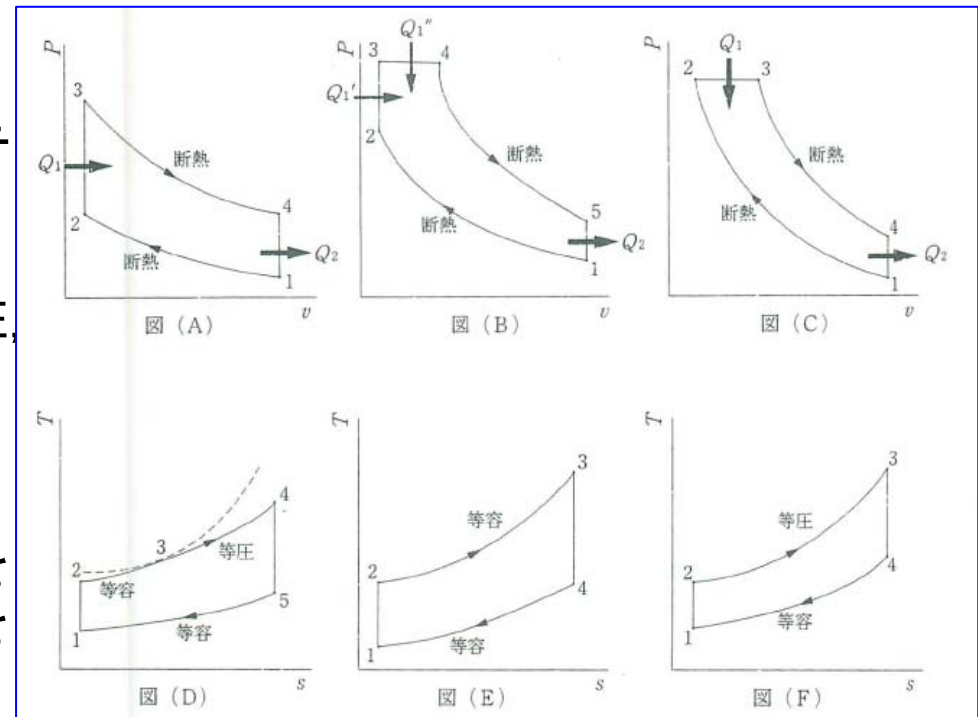 Q₁″
P 3 4
Q₁′
2
断熱
断熱
5
Q₂
1
v
図（B）
P
3
Q₁
断熱
2
4
断熱
Q₂
1
v
図（A）
P
Q₁
2 3
断熱
断熱
4
Q₂
1
v
図（C）
T
4
3
2
等圧
等容
5
等容
1
s
図（D）
T
3
等容
2
4
等容
1
s
図（E）
T
3
等圧
2
4
等容
1
s
図（F）
て
て